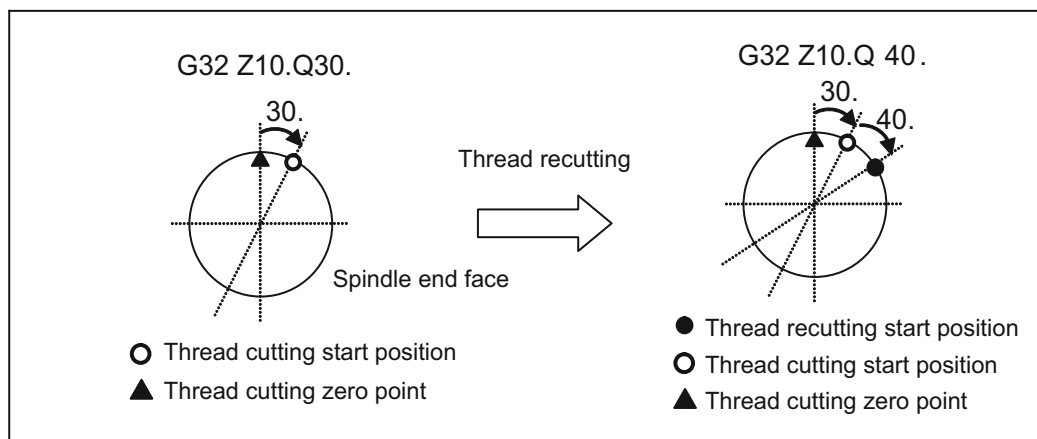 G32 Z10.Q30.
30.
Spindle end face
Thread cutting start position
Thread cutting zero point
Thread recutting
G32 Z10.Q 40.
30.
40.
Thread recutting start position
Thread cutting start position
Thread cutting zero point